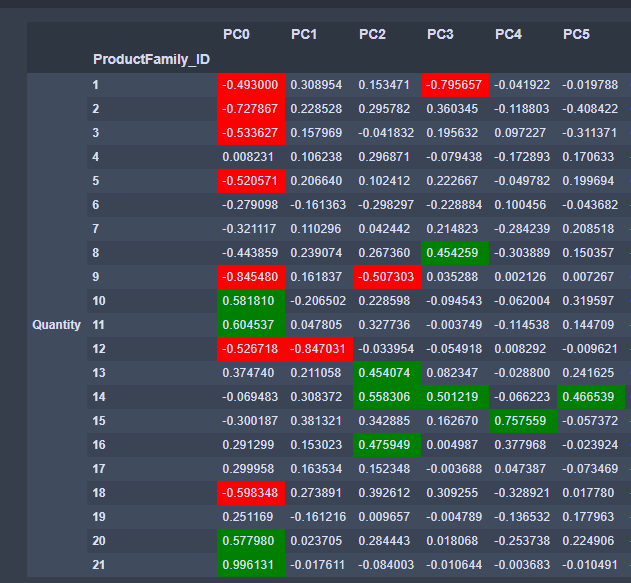 PC0 PC1 PC2 PC3 PC4 PC5
ProductFamily_ID
1 -0.493000 0.308954 0.153471 -0.795657 -0.041922 -0.019788
2 -0.727867 0.228528 0.295782 0.360345 -0.118803 -0.408422
3 -0.533627 0.157969 -0.041832 0.195632 0.097227 -0.311371
4 0.008231 0.106238 0.296871 -0.079438 -0.172893 0.170633
5 -0.520571 0.206640 0.102412 0.222667 -0.049782 0.199694
6 -0.279098 -0.161363 -0.298297 -0.228884 0.100456 -0.043682
7 -0.321117 0.110296 0.042442 0.214823 -0.284239 0.208518
8 -0.443859 0.239074 0.267360 0.454259 -0.303889 0.150357
9 -0.845480 0.161837 -0.507303 0.035288 0.002126 0.007267
10 0.581810 -0.206502 0.228598 -0.094543 -0.062004 0.319597
Quantity 11 0.604537 0.047805 0.327736 -0.003749 -0.114538 0.144709
12 -0.526718 -0.847031 -0.033954 -0.054918 0.008292 -0.009621
13 0.374740 0.211058 0.454074 0.082347 -0.028800 0.241625
14 -0.069483 0.308372 0.558306 0.501219 -0.066223 0.466539
15 -0.300187 0.381321 0.342885 0.162670 0.757559 -0.057372
16 0.291299 0.153023 0.475949 0.004987 0.377968 -0.023924
17 0.299958 0.163534 0.152348 -0.003688 0.047387 -0.073469
18 -0.598348 0.273891 0.392612 0.309255 -0.328921 0.017780
19 0.251169 -0.161216 0.009657 -0.004789 -0.136532 0.177963
20 0.577980 0.023705 0.284443 0.018068 -0.253738 0.224906
21 0.996131 -0.017611 -0.084003 -0.010644 -0.003683 -0.010491